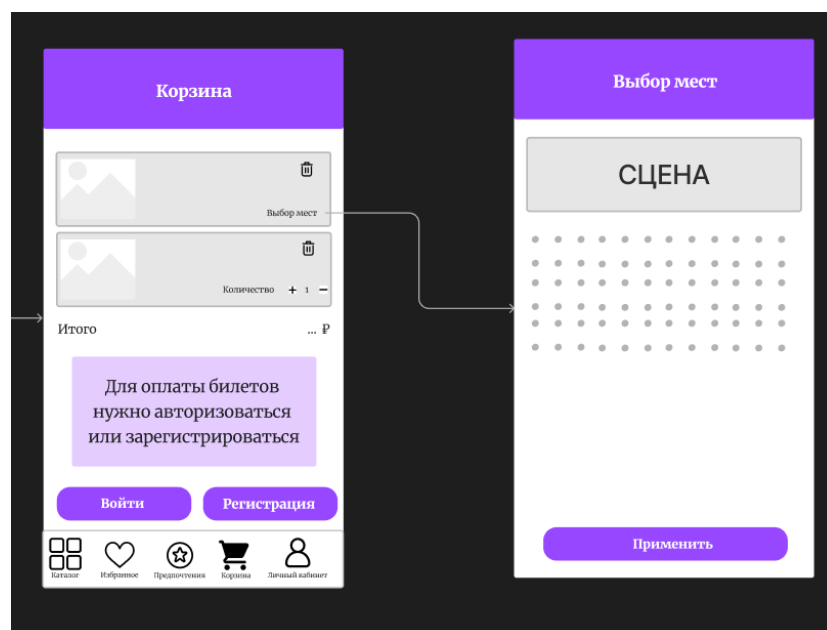 Корзина
Выбор мест
Количество + 1 −
Итого ... ₽
Для оплаты билетов
нужно авторизоваться
или зарегистрироваться
Войти Регистрация
Каталог Избранное Предпочтения Корзина Личный кабинет
Выбор мест
СЦЕНА
Применить